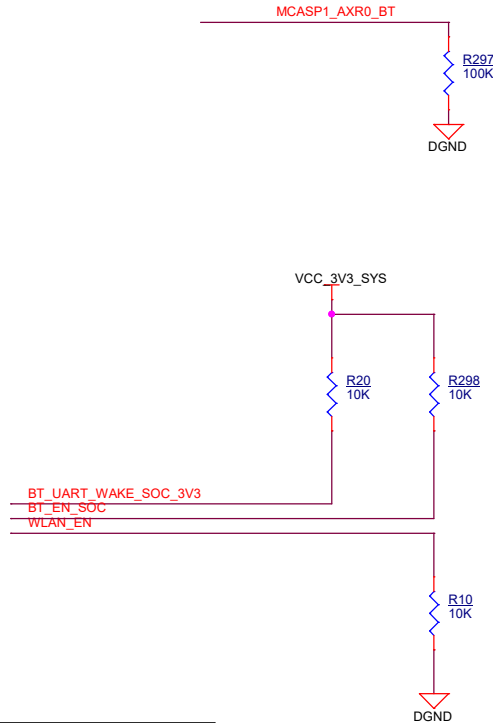 MCASP1_AXR0_BT
R297
100K
DGND
VCC_3V3_SYS
R20
10K
R298
10K
BT_UART_WAKE_SOC_3V3
BT_EN_SOC
WLAN_EN
R10
10K
DGND